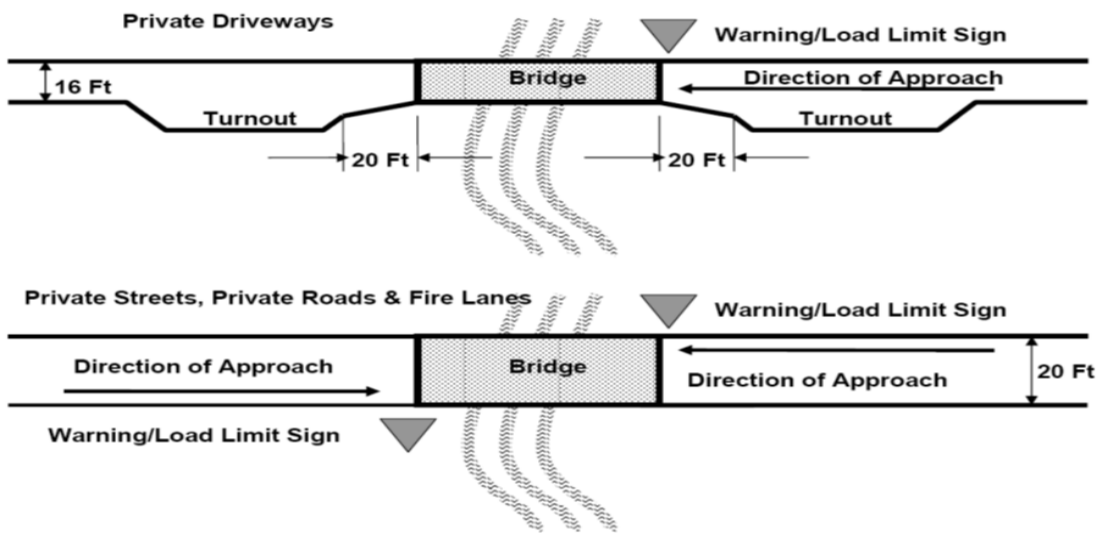 Private Driveways
Warning/Load Limit Sign
16 Ft
Bridge
Direction of Approach
Turnout
Turnout
20 Ft
20 Ft
Private Streets, Private Roads & Fire Lanes
Warning/Load Limit Sign
Direction of Approach
Bridge
Direction of Approach
20 Ft
Warning/Load Limit Sign